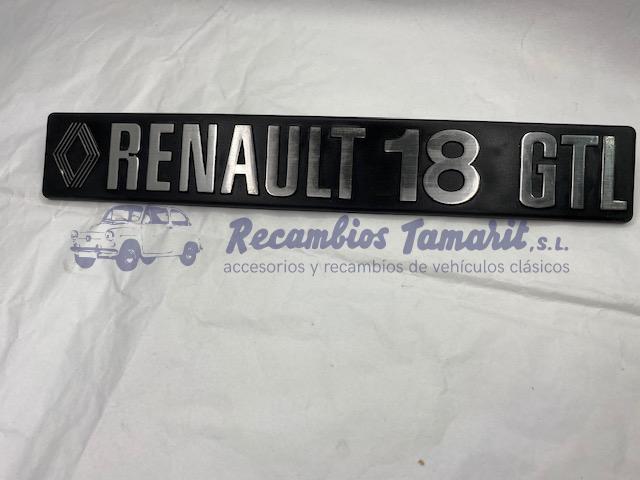 RENAULT 18 GTL
Recambios Tamarit, S.L.
accesorios y recambios de vehículos clásicos